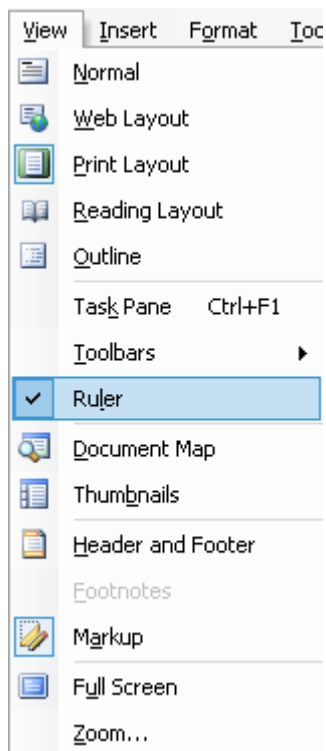 View Insert Format
Normal
Web Layout
Print Layout
Reading Layout
Outline
Task Pane Ctrl+F1
Toolbars
Ruler
Document Map
Thumbnails
Header and Footer
Footnotes
Markup
Full Screen
Zoom...